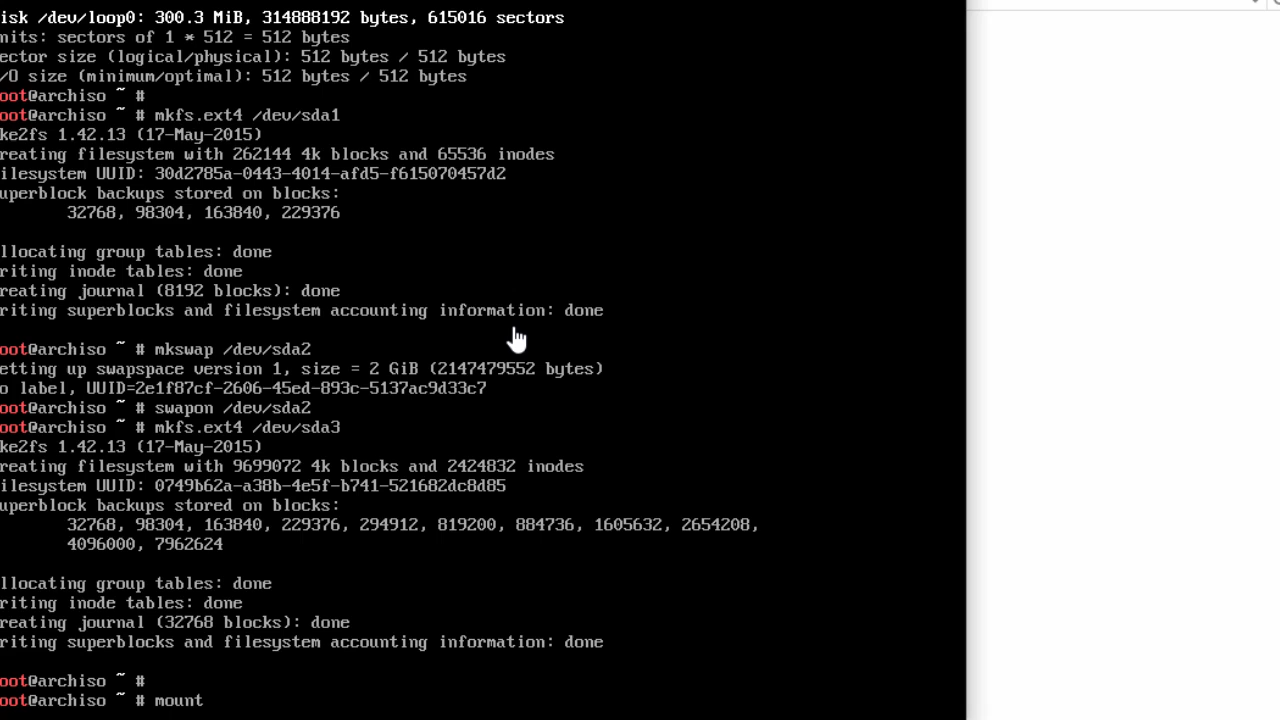 isk /dev/loop0: 300.3 MiB, 314888192 bytes, 615016 sectors
nits: sectors of 1 * 512 = 512 bytes
ector size (logical/physical): 512 bytes / 512 bytes
/O size (minimum/optimal): 512 bytes / 512 bytes
oot@archiso ~ #
oot@archiso ~ # mkfs.ext4 /dev/sda1
ke2fs 1.42.13 (17-May-2015)
reating filesystem with 262144 4k blocks and 65536 inodes
ilesystem UUID: 30d2785a-0443-4014-afd5-f615070457d2
uperblock backups stored on blocks:
32768, 98304, 163840, 229376
llocating group tables: done
riting inode tables: done
reating journal (8192 blocks): done
riting superblocks and filesystem accounting information: done
oot@archiso ~ # mkswap /dev/sda2
etting up swapspace version 1, size = 2 GiB (2147479552 bytes)
o label, UUID=2e1f87cf-2606-45ed-893c-5137ac9d33c7
oot@archiso ~ # swapon /dev/sda2
oot@archiso ~ # mkfs.ext4 /dev/sda3
ke2fs 1.42.13 (17-May-2015)
reating filesystem with 9699072 4k blocks and 2424832 inodes
ilesystem UUID: 0749b62a-a38b-4e5f-b741-521682dc8d85
uperblock backups stored on blocks:
32768, 98304, 163840, 229376, 294912, 819200, 884736, 1605632, 2654208,
4096000, 7962624
llocating group tables: done
riting inode tables: done
reating journal (32768 blocks): done
riting superblocks and filesystem accounting information: done
oot@archiso ~ #
oot@archiso ~ # mount